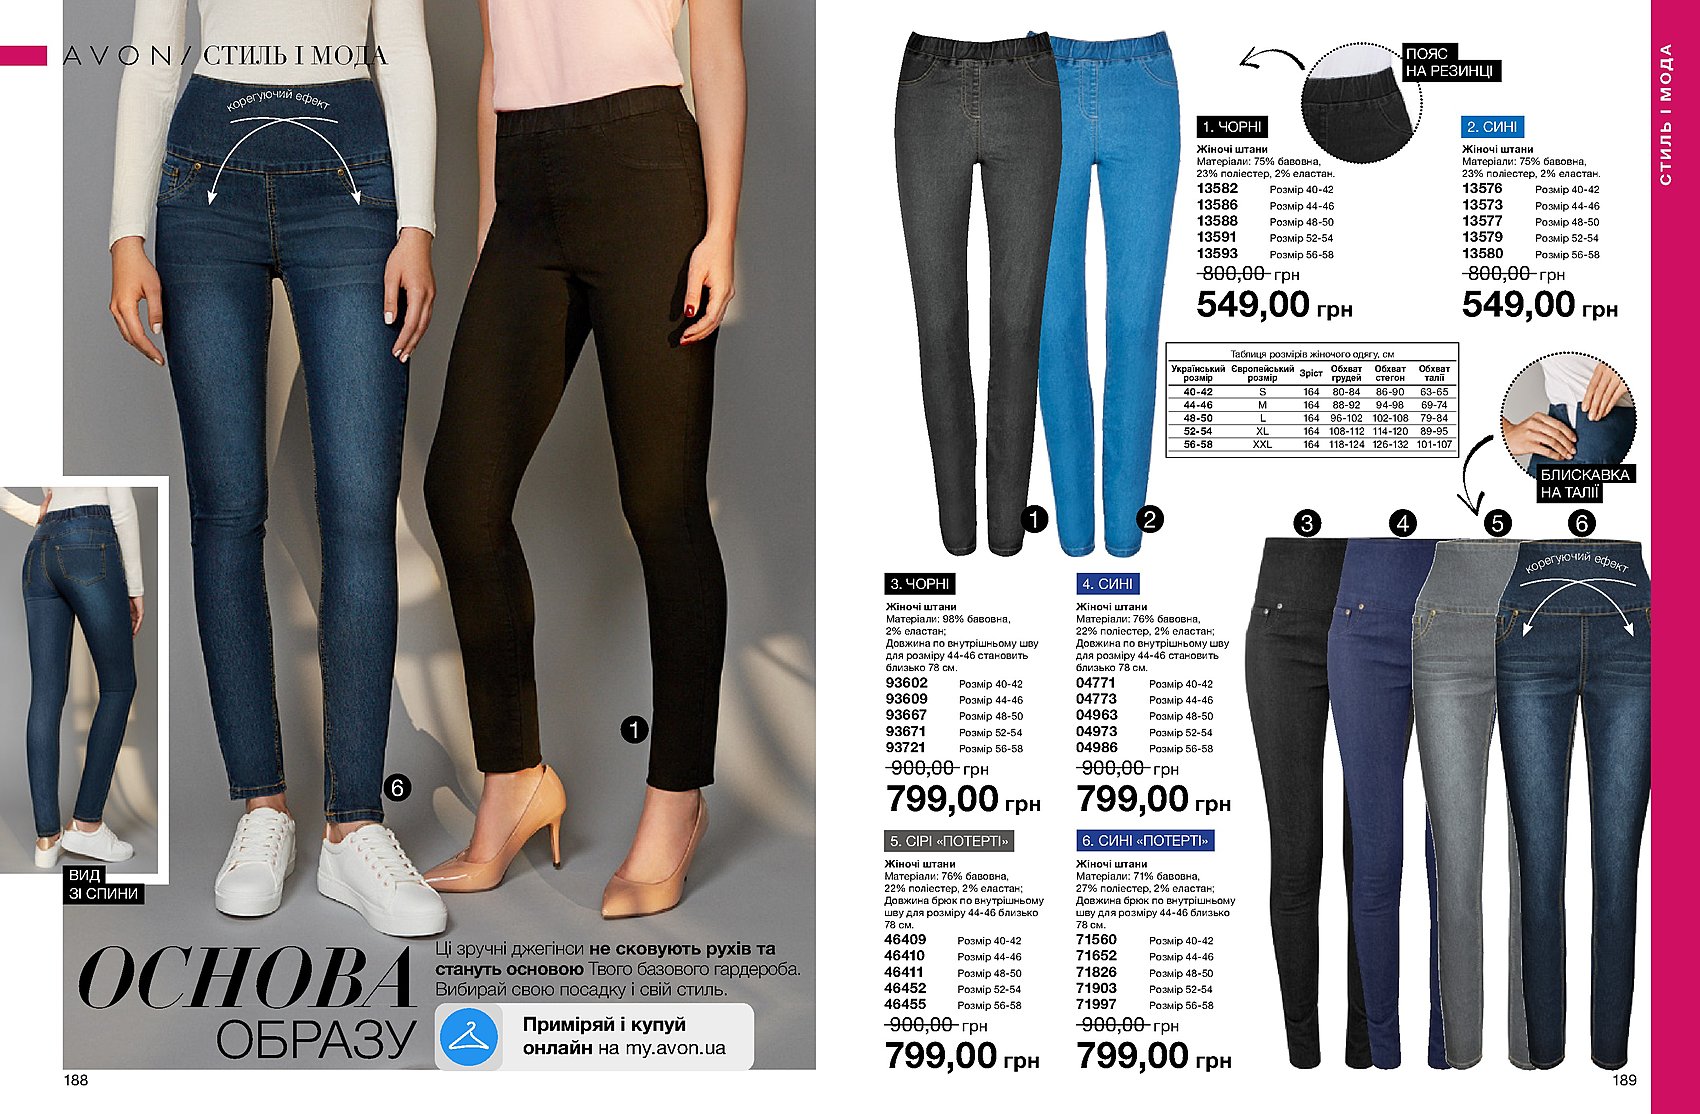 AVON / СТИЛЬ І МОДА
корегуючий ефект
6
1
ВИД
ЗІ СПИНИ
ОСНОВА
ОБРАЗУ
Ці зручні джегінси не сковують рухів та
стануть основою Твого базового гардероба.
Вибирай свою посадку і свій стиль.
Приміряй і купуй
онлайн на my.avon.ua
188
ПОЯС
НА РЕЗИНЦІ
СТИЛЬ І МОДА
1. ЧОРНІ
Жіночі штани
Матеріали: 75% бавовна,
23% поліестер, 2% еластан.
13582 Розмір 40-42
13586 Розмір 44-46
13588 Розмір 48-50
13591 Розмір 52-54
13593 Розмір 56-58
800,00 грн
549,00 грн
2. СИНІ
Жіночі штани
Матеріали: 75% бавовна,
23% поліестер, 2% еластан.
13576 Розмір 40-42
13573 Розмір 44-46
13577 Розмір 48-50
13579 Розмір 52-54
13580 Розмір 56-58
800,00 грн
549,00 грн
Таблиця розмірів жіночого одягу, см
Український розмір Європейський розмір Зріст Обхват грудей Обхват стегон Обхват талії
40-42 S 164 80-84 86-90 63-65
44-46 M 164 88-92 94-98 69-74
48-50 L 164 96-102 102-108 79-84
52-54 XL 164 108-112 114-120 89-95
56-58 XXL 164 118-124 126-132 101-107
БЛИСКАВКА
НА ТАЛІЇ
1
2
3
4
5
6
корегуючий ефект
3. ЧОРНІ
Жіночі штани
Матеріали: 98% бавовна,
2% еластан;
Довжина по внутрішньому шву
для розміру 44-46 становить
близько 78 см.
93602 Розмір 40-42
93609 Розмір 44-46
93667 Розмір 48-50
93671 Розмір 52-54
93721 Розмір 56-58
900,00 грн
799,00 грн
4. СИНІ
Жіночі штани
Матеріали: 76% бавовна,
22% поліестер, 2% еластан;
Довжина по внутрішньому шву
для розміру 44-46 становить
близько 78 см.
04771 Розмір 40-42
04773 Розмір 44-46
04963 Розмір 48-50
04973 Розмір 52-54
04986 Розмір 56-58
900,00 грн
799,00 грн
5. СІРІ «ПОТЕРТІ»
Жіночі штани
Матеріали: 76% бавовна,
22% поліестер, 2% еластан;
Довжина брюк по внутрішньому
шву для розміру 44-46 близько
78 см.
46409 Розмір 40-42
46410 Розмір 44-46
46411 Розмір 48-50
46452 Розмір 52-54
46455 Розмір 56-58
900,00 грн
799,00 грн
6. СИНІ «ПОТЕРТІ»
Жіночі штани
Матеріали: 71% бавовна,
27% поліестер, 2% еластан;
Довжина брюк по внутрішньому
шву для розміру 44-46 близько
78 см.
71560 Розмір 40-42
71652 Розмір 44-46
71826 Розмір 48-50
71903 Розмір 52-54
71997 Розмір 56-58
900,00 грн
799,00 грн
189